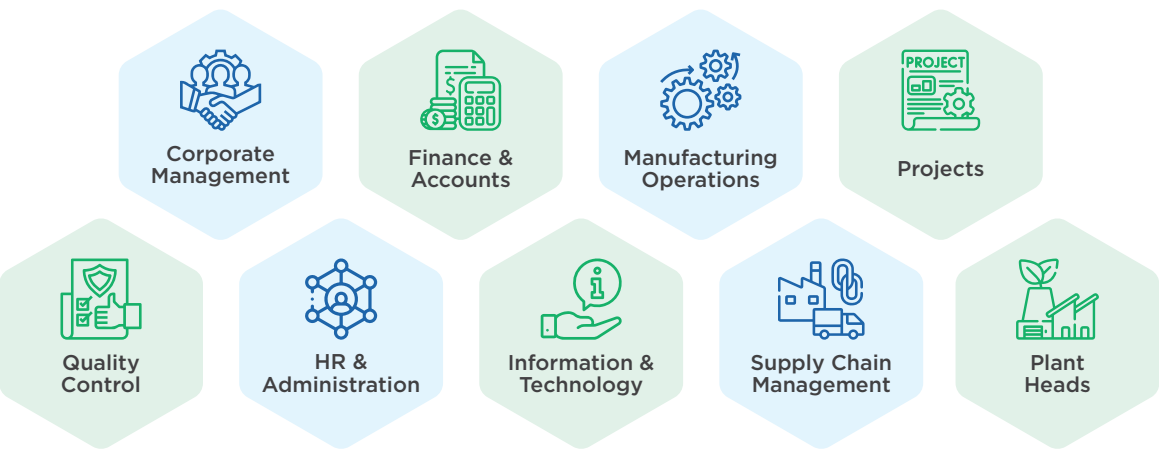 Corporate
Management
Finance &
Accounts
$
$
Manufacturing
Operations
PROJECT
Projects
Quality
Control
HR &
Administration
i
Information &
Technology
Supply Chain
Management
Plant
Heads